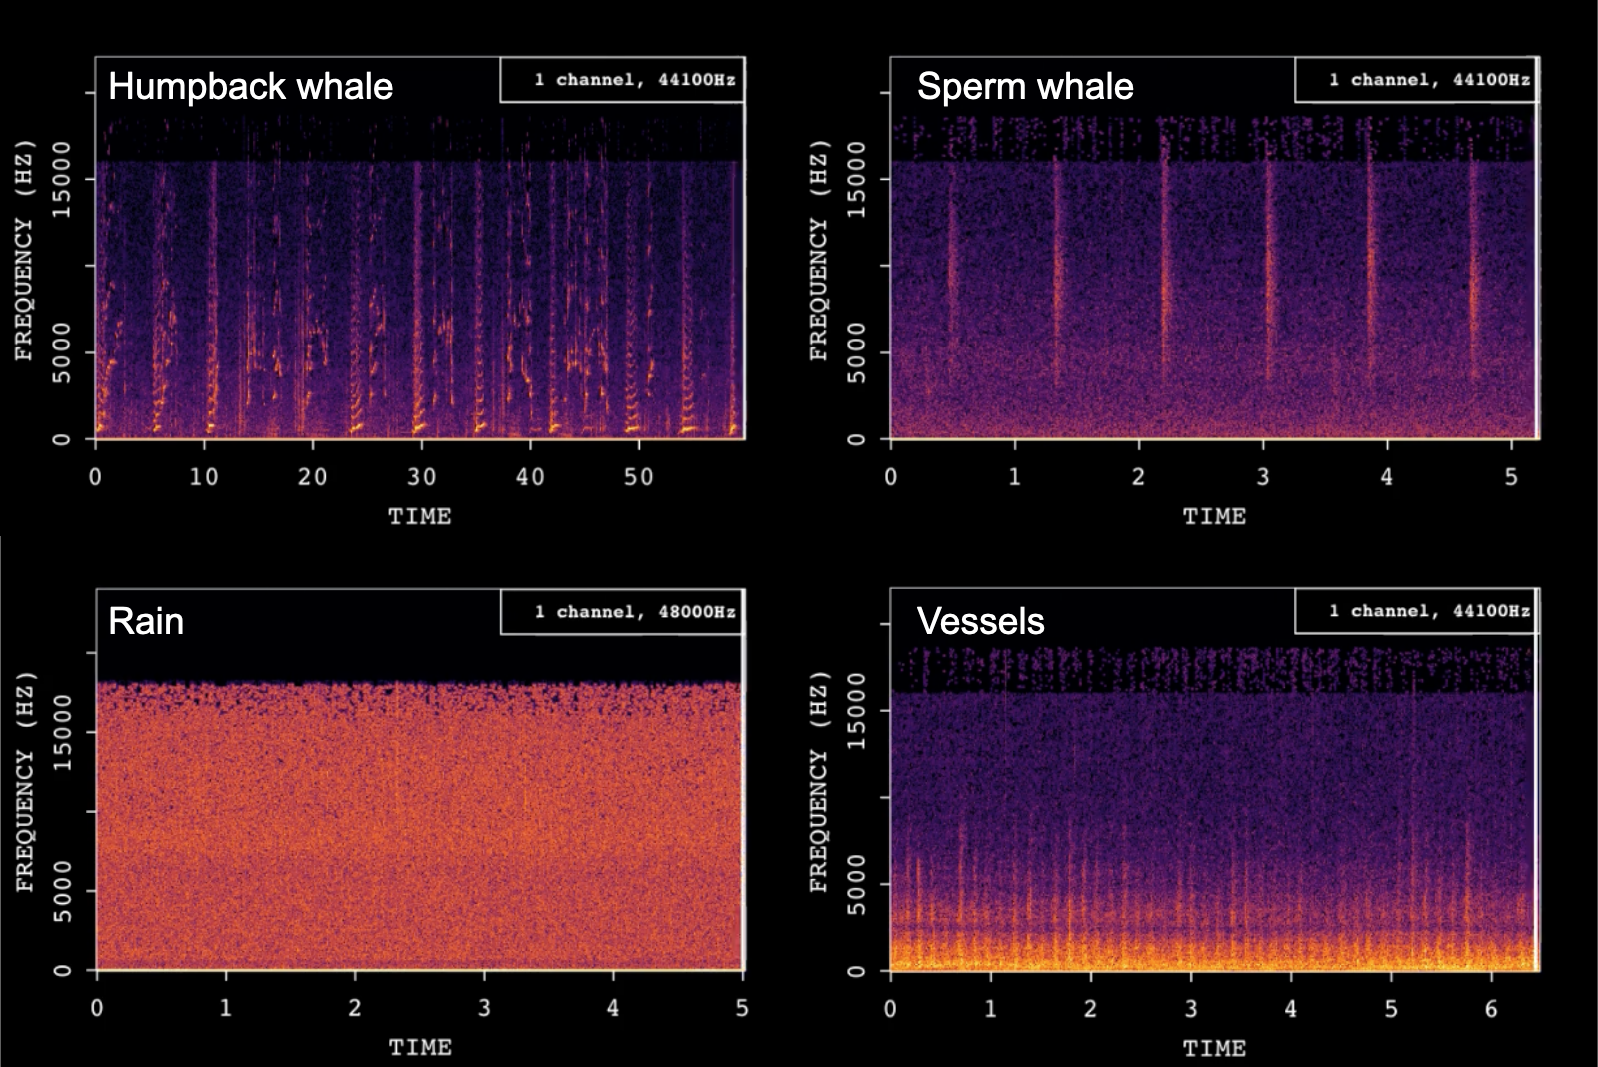 Humpback whale
1 channel, 44100Hz
FREQUENCY (HZ)
15000
5000
0
0 10 20 30 40 50
TIME
Sperm whale
1 channel, 44100Hz
FREQUENCY (HZ)
15000
5000
0
0 1 2 3 4 5
TIME
Rain
1 channel, 48000Hz
FREQUENCY (HZ)
15000
5000
0
0 1 2 3 4 5
TIME
Vessels
1 channel, 44100Hz
FREQUENCY (HZ)
15000
5000
0
0 1 2 3 4 5 6
TIME